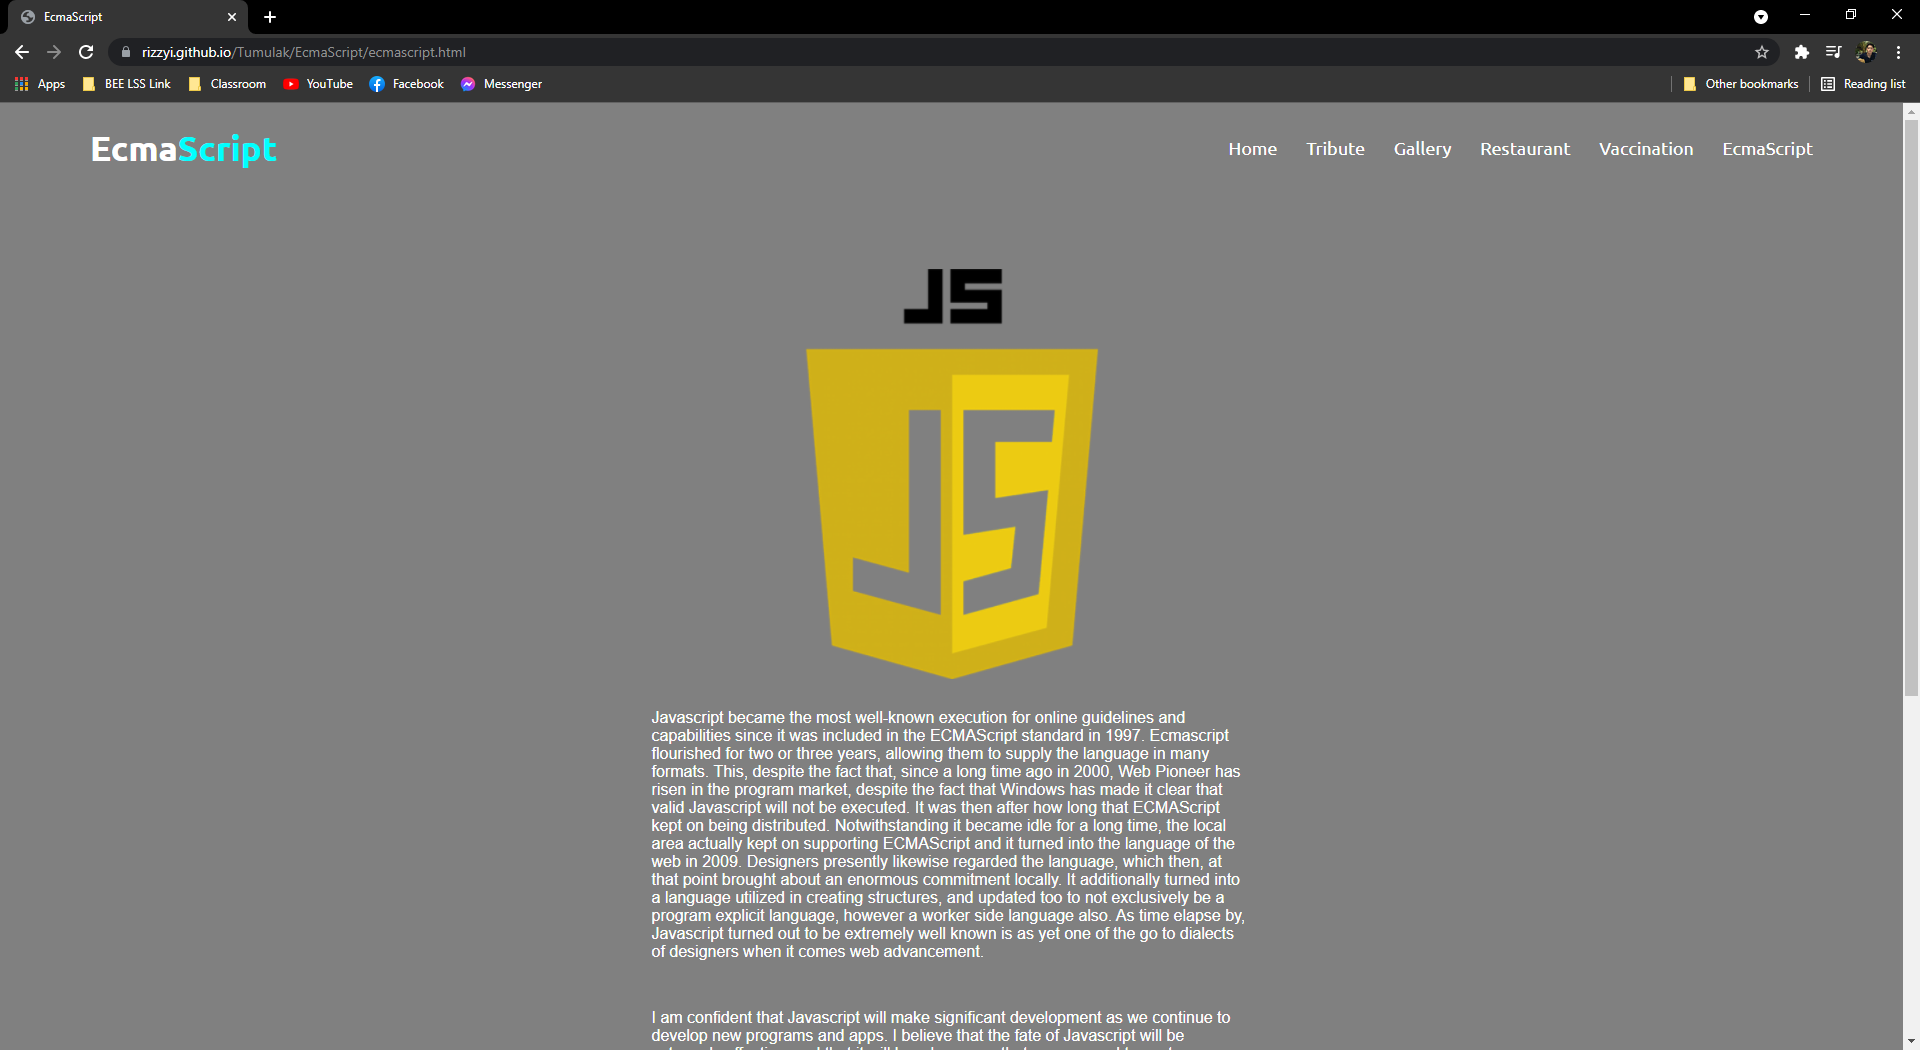 EcmaScript
rizzyi.github.io/Tumulak/EcmaScript/ecmascript.html
Apps BEE LSS Link Classroom YouTube Facebook Messenger Other bookmarks Reading list
EcmaScript Home Tribute Gallery Restaurant Vaccination EcmaScript
JS
JS
Javascript became the most well-known execution for online guidelines and
capabilities since it was included in the ECMAScript standard in 1997. Ecmascript
flourished for two or three years, allowing them to supply the language in many
formats. This, despite the fact that, since a long time ago in 2000, Web Pioneer has
risen in the program market, despite the fact that Windows has made it clear that
valid Javascript will not be executed. It was then after how long that ECMAScript
kept on being distributed. Notwithstanding it became idle for a long time, the local
area actually kept on supporting ECMAScript and it turned into the language of the
web in 2009. Designers presently likewise regarded the language, which then, at
that point brought about an enormous commitment locally. It additionally turned into
a language utilized in creating structures, and updated too to not exclusively be a
program explicit language, however a worker side language also. As time elapse by,
Javascript turned out to be extremely well known is as yet one of the go to dialects
of designers when it comes web advancement.
I am confident that Javascript will make significant development as we continue to
develop new programs and apps. I believe that the fate of Javascript will be